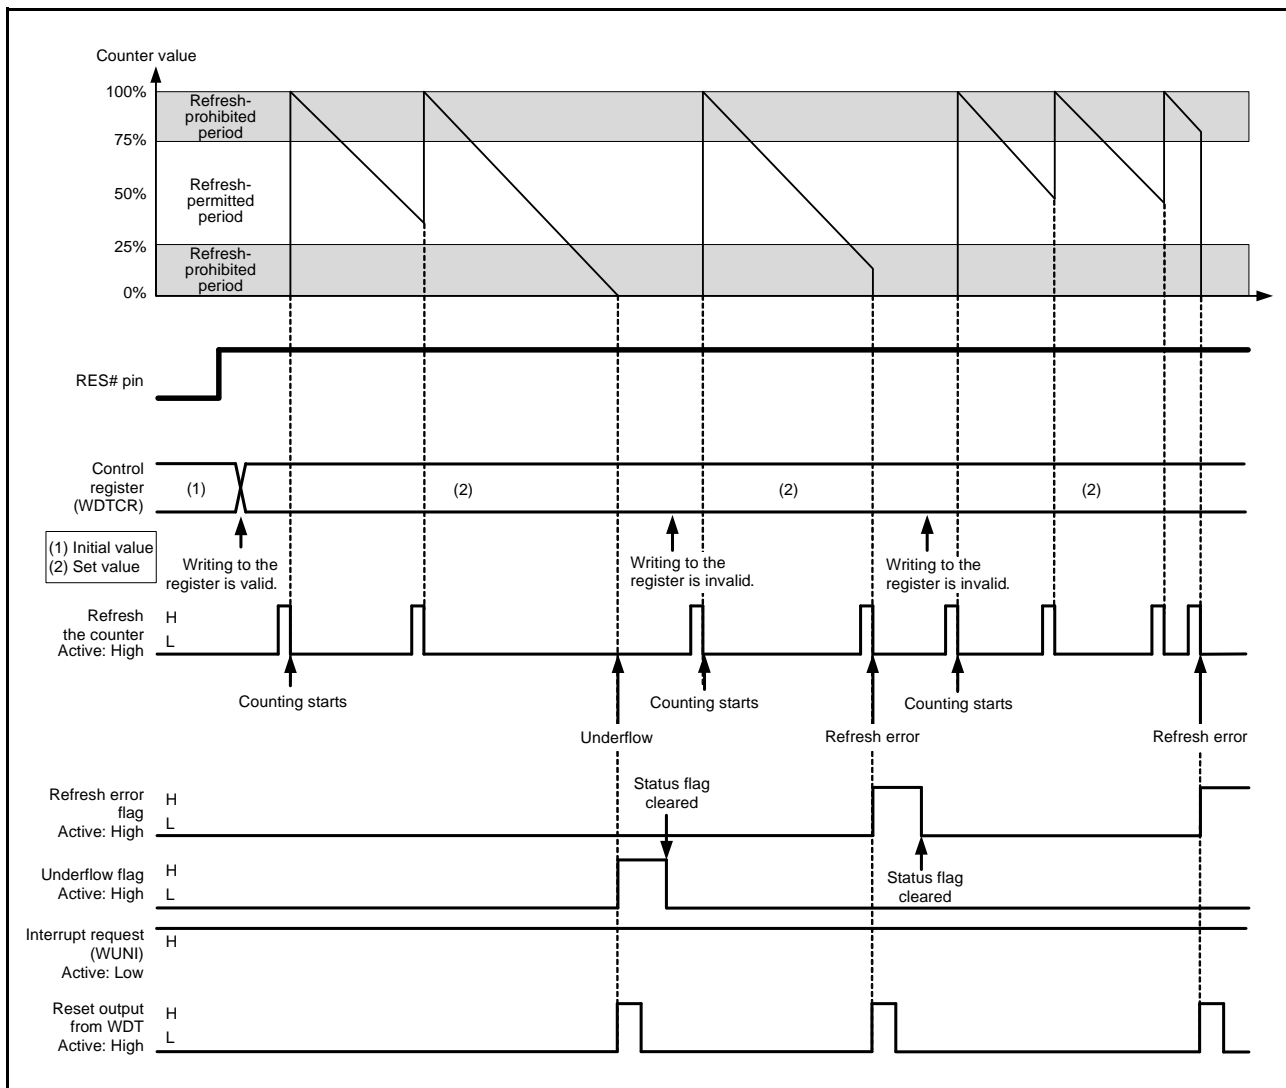 Counter value
100%
Refresh-
prohibited
period
75%
Refresh-
permitted
period
50%
25%
Refresh-
prohibited
period
0%
RES# pin
Control
register
(WDTCR)
(1)
(2)
(2)
(2)
(1) Initial value
(2) Set value
Writing to the
register is valid.
Writing to the
register is invalid.
Writing to the
register is invalid.
Refresh
the counter
Active: High
H
L
Counting starts
Counting starts
Counting starts
Underflow
Refresh error
Refresh error
Refresh error
flag
Active: High
H
L
Status flag
cleared
Underflow flag
Active: High
H
L
Status flag
cleared
Interrupt request
(WUNI)
Active: Low
H
Reset output
from WDT
Active: High
H
L